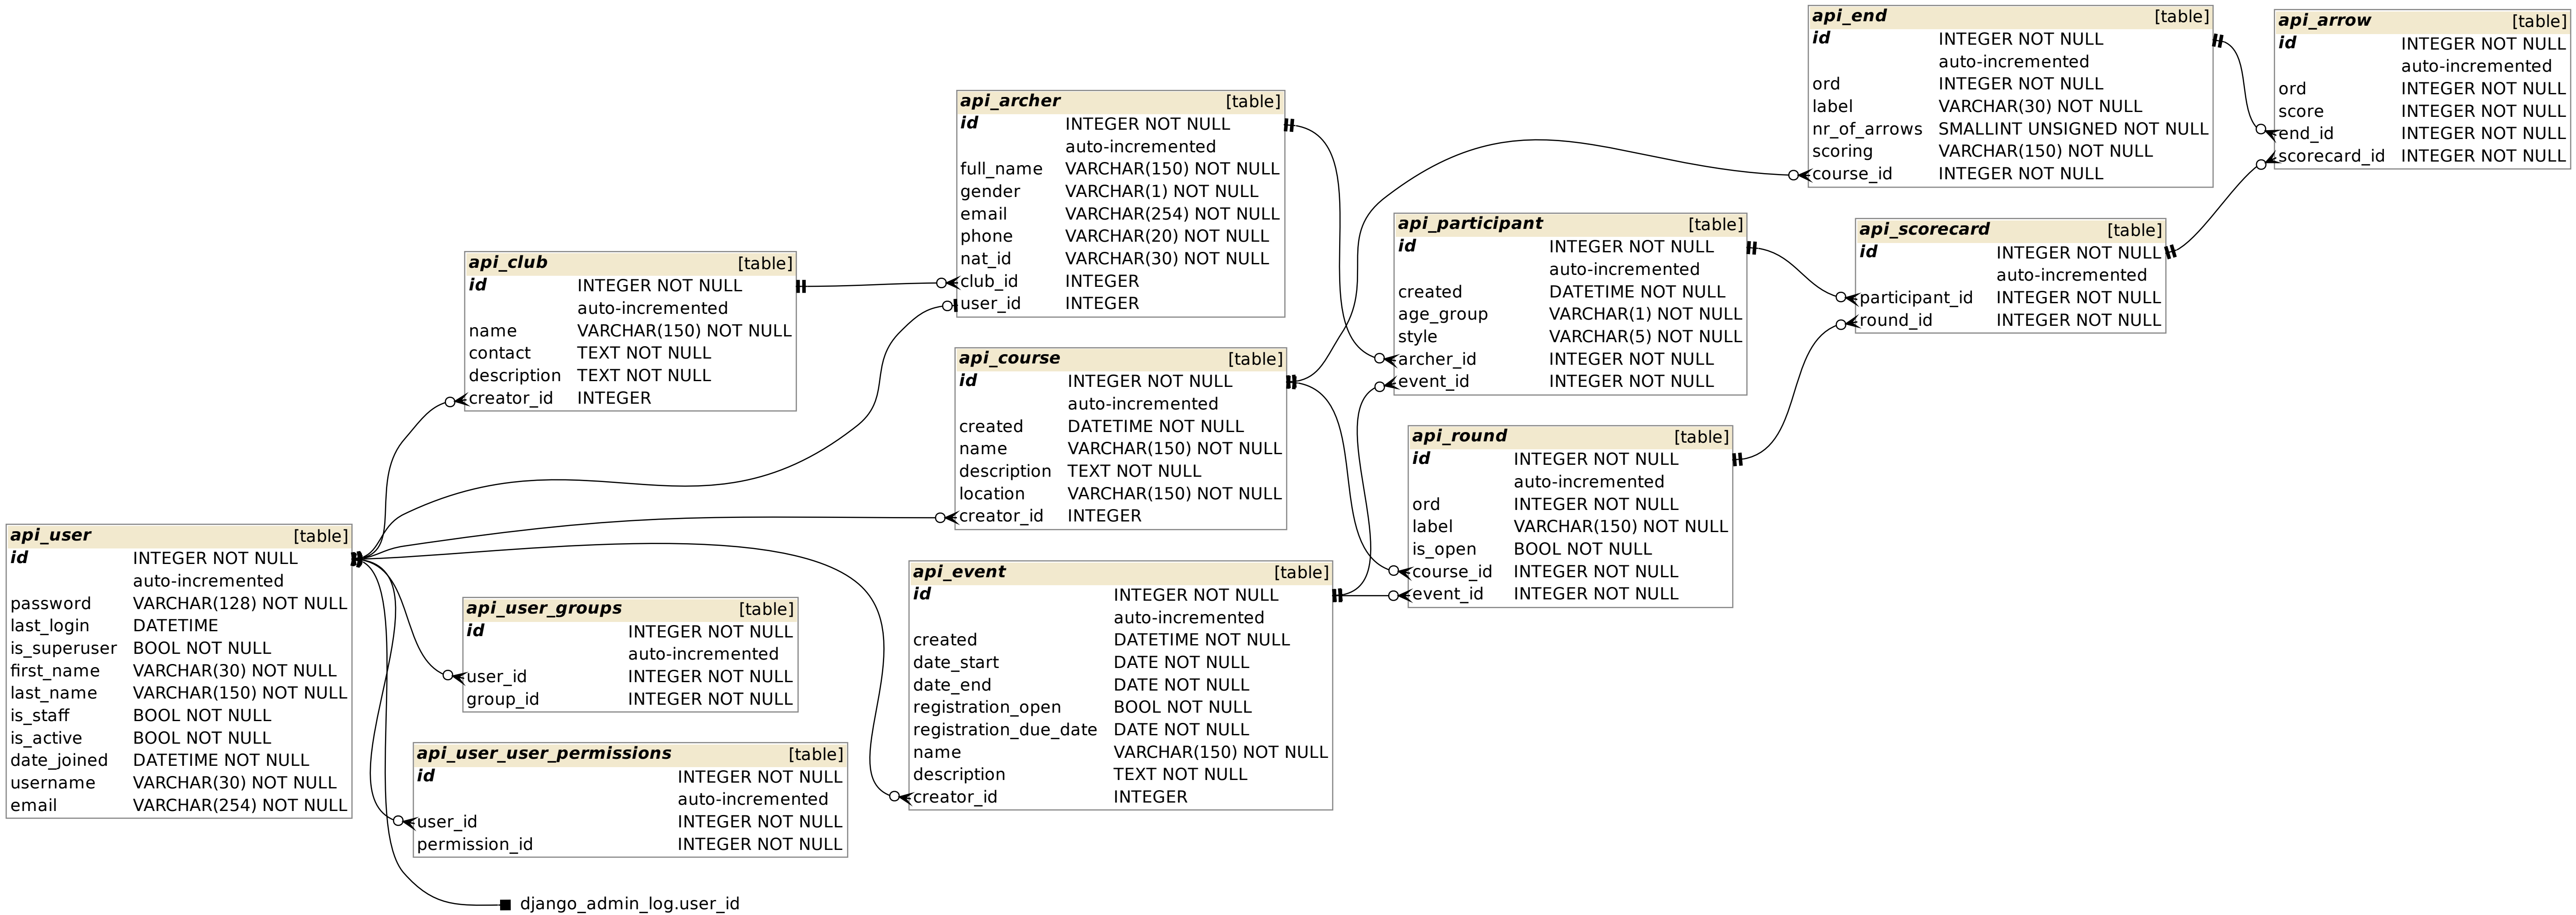 api_end [table]
id INTEGER NOT NULL
auto-incremented
ord INTEGER NOT NULL
label VARCHAR(30) NOT NULL
nr_of_arrows SMALLINT UNSIGNED NOT NULL
scoring VARCHAR(150) NOT NULL
course_id INTEGER NOT NULL
api_arrow [table]
id INTEGER NOT NULL
auto-incremented
ord INTEGER NOT NULL
score INTEGER NOT NULL
end_id INTEGER NOT NULL
scorecard_id INTEGER NOT NULL
api_archer [table]
id INTEGER NOT NULL
auto-incremented
full_name VARCHAR(150) NOT NULL
gender VARCHAR(1) NOT NULL
email VARCHAR(254) NOT NULL
phone VARCHAR(20) NOT NULL
nat_id VARCHAR(30) NOT NULL
club_id INTEGER
user_id INTEGER
api_participant [table]
id INTEGER NOT NULL
auto-incremented
created DATETIME NOT NULL
age_group VARCHAR(1) NOT NULL
style VARCHAR(5) NOT NULL
archer_id INTEGER NOT NULL
event_id INTEGER NOT NULL
api_scorecard [table]
id INTEGER NOT NULL
auto-incremented
participant_id INTEGER NOT NULL
round_id INTEGER NOT NULL
api_club [table]
id INTEGER NOT NULL
auto-incremented
name VARCHAR(150) NOT NULL
contact TEXT NOT NULL
description TEXT NOT NULL
creator_id INTEGER
api_course [table]
id INTEGER NOT NULL
auto-incremented
created DATETIME NOT NULL
name VARCHAR(150) NOT NULL
description TEXT NOT NULL
location VARCHAR(150) NOT NULL
creator_id INTEGER
api_round [table]
id INTEGER NOT NULL
auto-incremented
ord INTEGER NOT NULL
label VARCHAR(150) NOT NULL
is_open BOOL NOT NULL
course_id INTEGER NOT NULL
event_id INTEGER NOT NULL
api_user [table]
id INTEGER NOT NULL
auto-incremented
password VARCHAR(128) NOT NULL
last_login DATETIME
is_superuser BOOL NOT NULL
first_name VARCHAR(30) NOT NULL
last_name VARCHAR(150) NOT NULL
is_staff BOOL NOT NULL
is_active BOOL NOT NULL
date_joined DATETIME NOT NULL
username VARCHAR(30) NOT NULL
email VARCHAR(254) NOT NULL
api_user_groups [table]
id INTEGER NOT NULL
auto-incremented
user_id INTEGER NOT NULL
group_id INTEGER NOT NULL
api_event [table]
id INTEGER NOT NULL
auto-incremented
created DATETIME NOT NULL
date_start DATE NOT NULL
date_end DATE NOT NULL
registration_open BOOL NOT NULL
registration_due_date DATE NOT NULL
name VARCHAR(150) NOT NULL
description TEXT NOT NULL
creator_id INTEGER
api_user_user_permissions [table]
id INTEGER NOT NULL
auto-incremented
user_id INTEGER NOT NULL
permission_id INTEGER NOT NULL
django_admin_log.user_id